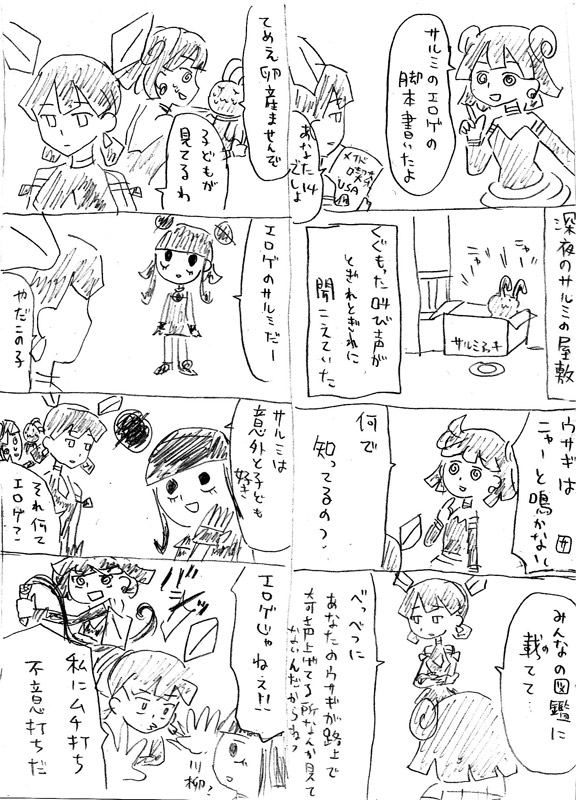 サルミのエロゲの
脚本書いたよ
あなた14
でしょ
USA
深夜のサルミの屋敷
ニャー
ニャー
サルミアッキ
くぐもった叫び声が
とぎれとぎれに
聞こえていた
ウサギは
ニャーと鳴かない
何で
知ってるの?
みんなの図鑑に
載ってて…
べっべつに
あなたのウサギが路上で
奇声上げてる所なんか見て
ないんだからね?
てめえ卵産ませんぞ
子どもが
見てるわ
エロゲのサルミだー
やだこの子
サルミは
意外と子ども
好き
それ何て
エロゲ?
エロゲじゃねえ!!
バシッ
川柳!
私にムチ打ち
不意打ちだ